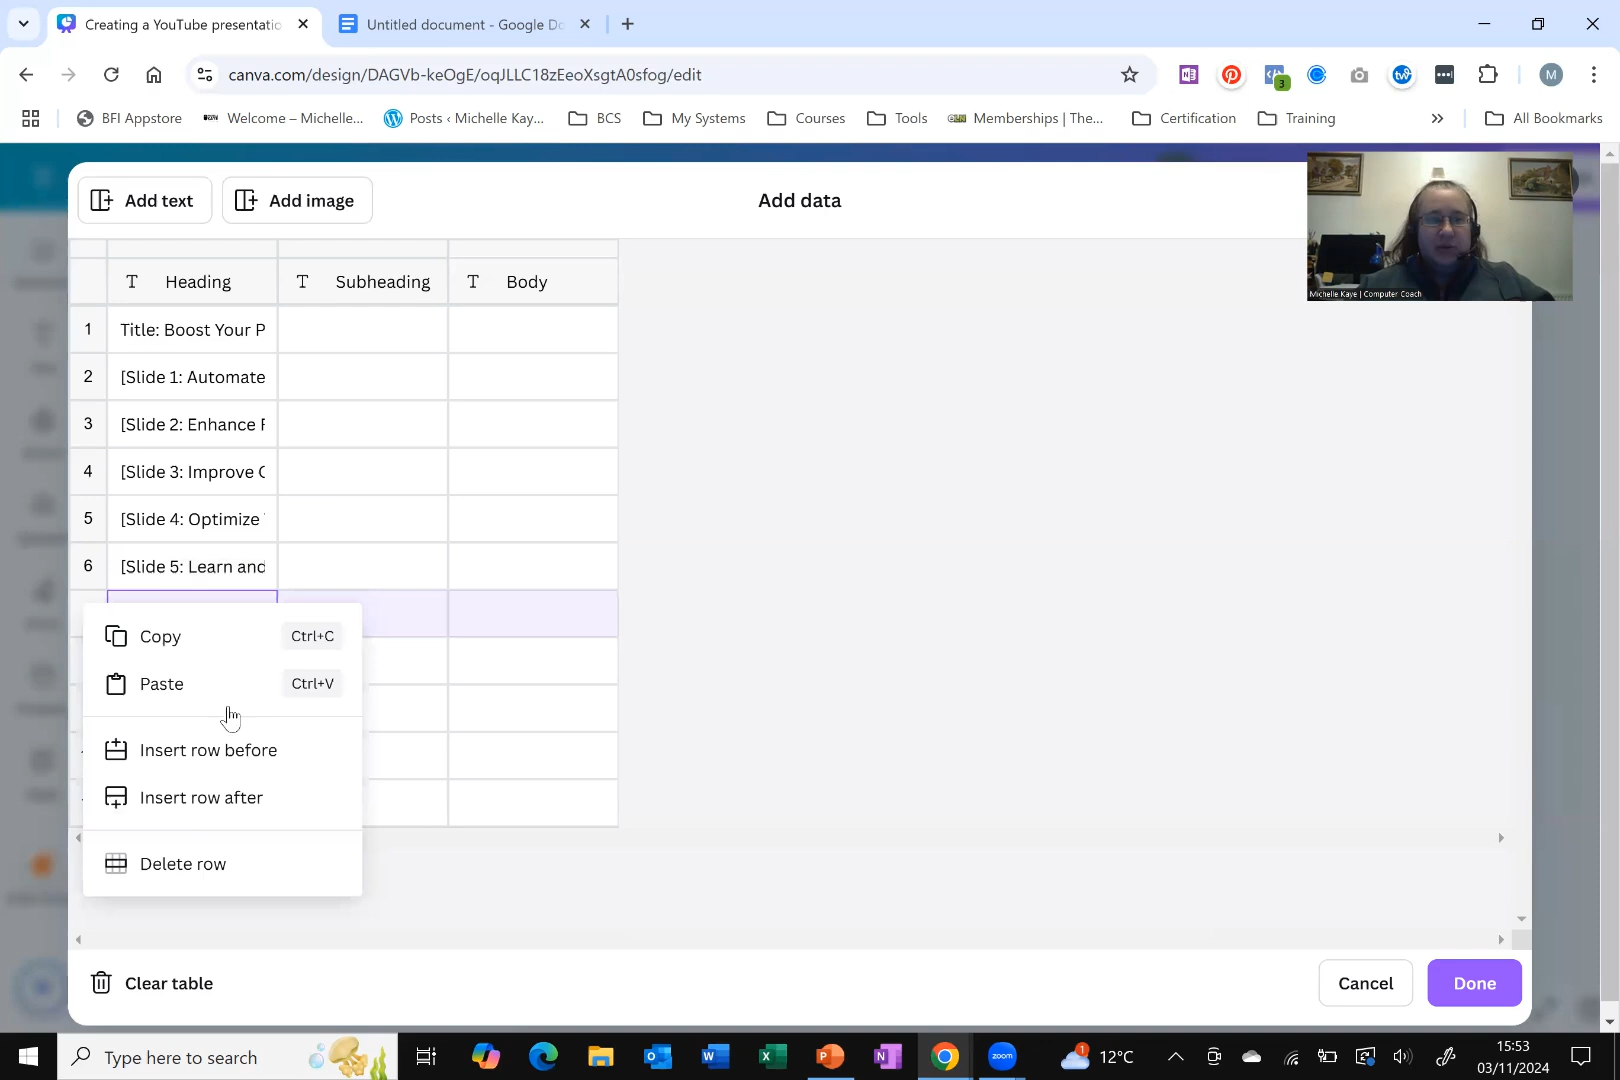 Creating a YouTube presentatio
Untitled document - Google Do
canva.com/design/DAGVb-keOgE/oqJLLC18zEeoXsgtA0sfog/edit
3
M
BFI Appstore
Welcome – Michelle...
Posts ‹ Michelle Kay...
BCS
My Systems
Courses
Tools
Memberships | The...
Certification
Training
All Bookmarks
Add text
Add image
Add data
Michelle Kaye | Computer Coach
Heading
Subheading
Body
1
Title: Boost Your P
2
[Slide 1: Automate
3
[Slide 2: Enhance
4
[Slide 3: Improve
5
[Slide 4: Optimize
6
[Slide 5: Learn and
Copy
Ctrl+C
Paste
Ctrl+V
Insert row before
Insert row after
Delete row
Clear table
Cancel
Done
Type here to search
zoom
1
12°C
15:53
03/11/2024